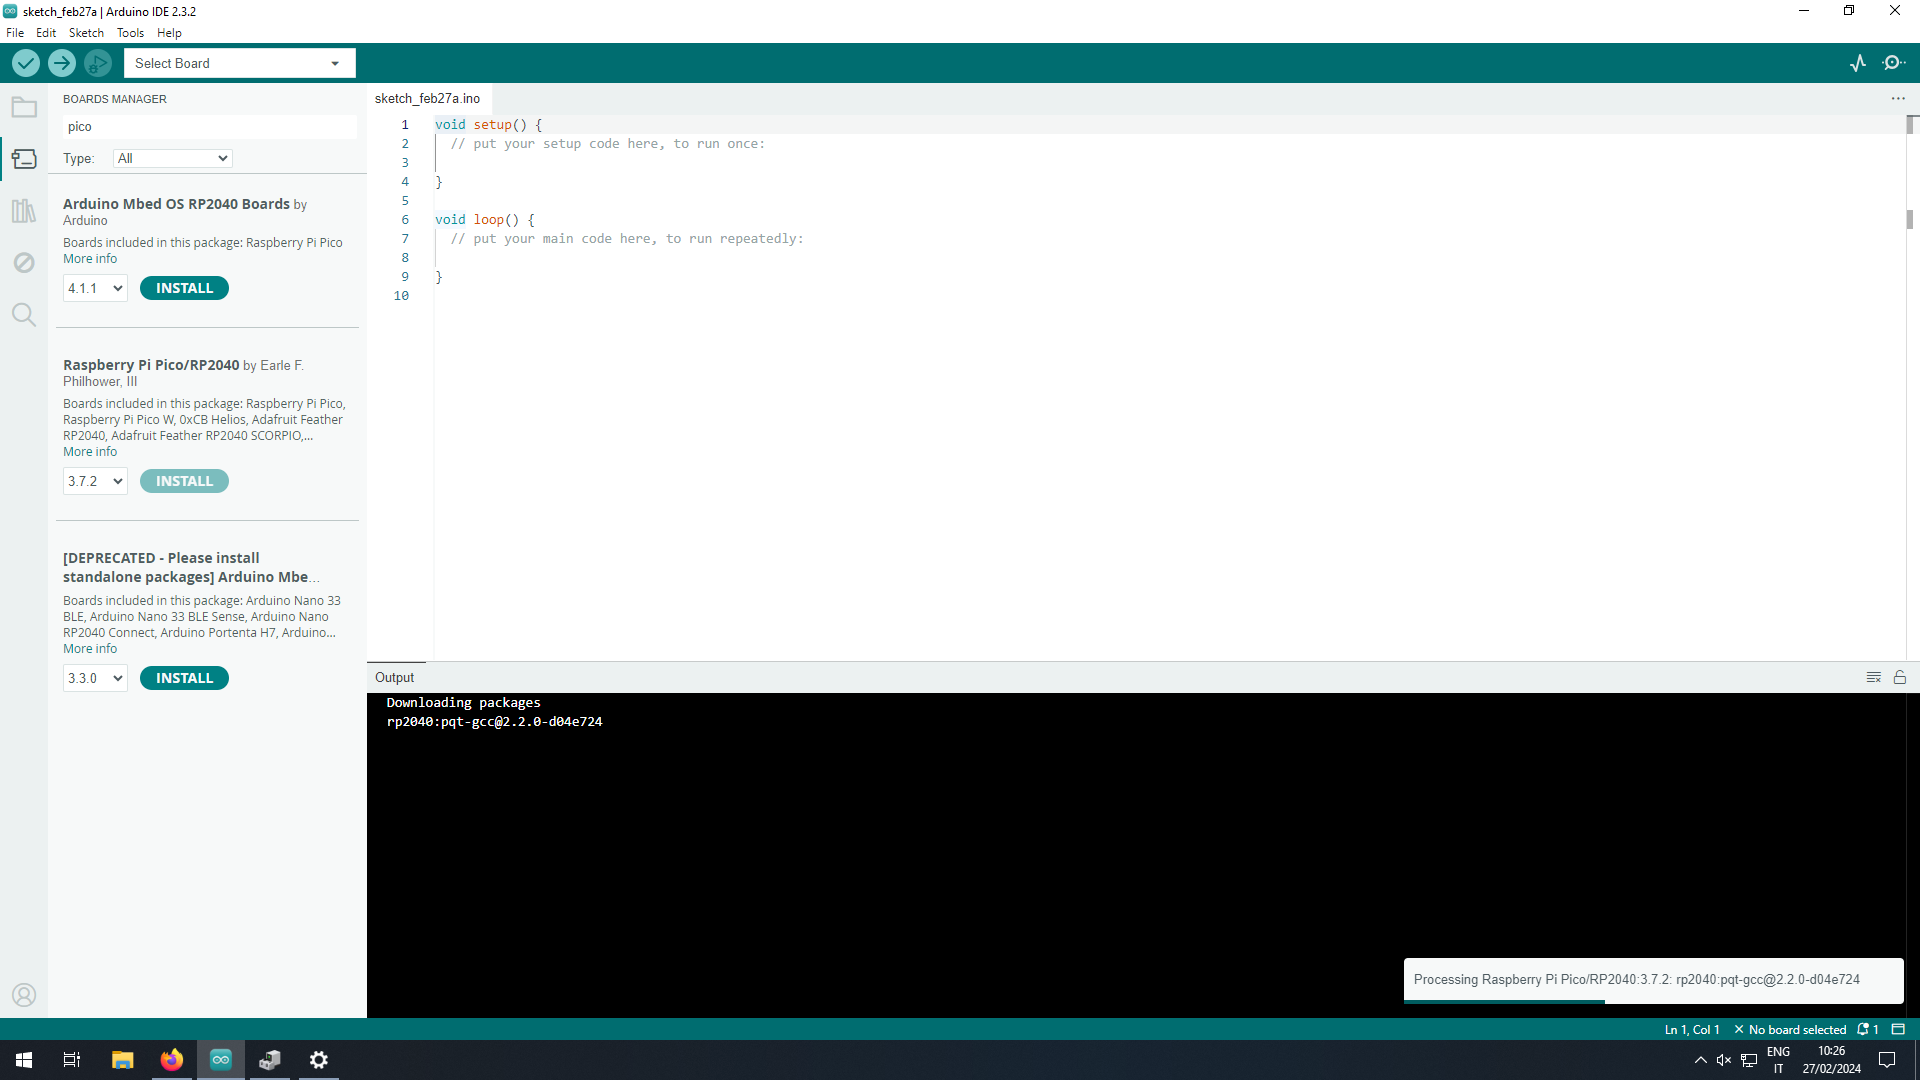 sketch_feb27a | Arduino IDE 2.3.2
File Edit Sketch Tools Help
Select Board
BOARDS MANAGER
pico
Type: All
Arduino Mbed OS RP2040 Boards by
Arduino
Boards included in this package: Raspberry Pi Pico
More info
4.1.1 INSTALL
Raspberry Pi Pico/RP2040 by Earle F.
Philhower, III
Boards included in this package: Raspberry Pi Pico,
Raspberry Pi Pico W, 0xCB Helios, Adafruit Feather
RP2040, Adafruit Feather RP2040 SCORPIO,...
More info
3.7.2 INSTALL
[DEPRECATED - Please install
standalone packages] Arduino Mbe...
Boards included in this package: Arduino Nano 33
BLE, Arduino Nano 33 BLE Sense, Arduino Nano
RP2040 Connect, Arduino Portenta H7, Arduino...
More info
3.3.0 INSTALL
sketch_feb27a.ino
1 void setup() {
2 // put your setup code here, to run once:
3
4 }
5
6 void loop() {
7 // put your main code here, to run repeatedly:
8
9 }
10
Output
Downloading packages
rp2040:pqt-gcc@2.2.0-d04e724
Processing Raspberry Pi Pico/RP2040:3.7.2: rp2040:pqt-gcc@2.2.0-d04e724
Ln 1, Col 1 No board selected 1
ENG
IT
10:26
27/02/2024